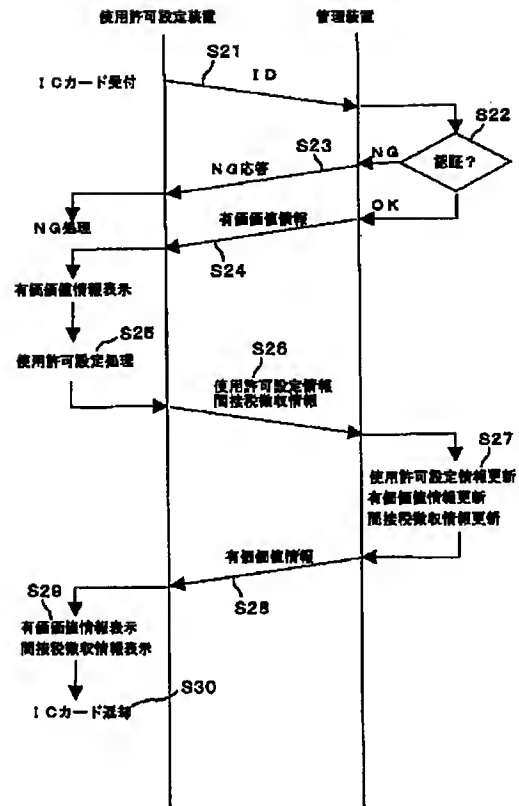 使用許可設定装置
管理装置
S21
ICカード受付
ID
S22
S23
NG
認証?
NG応答
OK
NG処理
有価価値情報
S24
有価価値情報表示
S25
使用許可設定処理
S26
使用許可設定情報
間接税徴収情報
S27
使用許可設定情報更新
有価価値情報更新
間接税徴収情報更新
有価価値情報
S28
S29
有価価値情報表示
間接税徴収情報表示
S30
ICカード返却